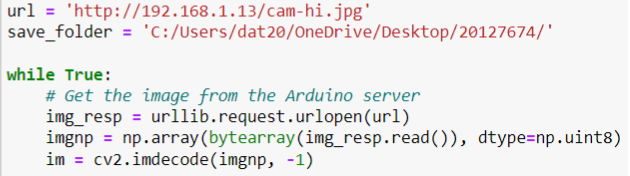 url = 'http://192.168.1.13/cam-hi.jpg'
save_folder = 'C:/Users/dat20/OneDrive/Desktop/20127674/'
while True:
# Get the image from the Arduino server
img_resp = urllib.request.urlopen(url)
imgnp = np.array(bytearray(img_resp.read()), dtype=np.uint8)
im = cv2.imdecode(imgnp, -1)